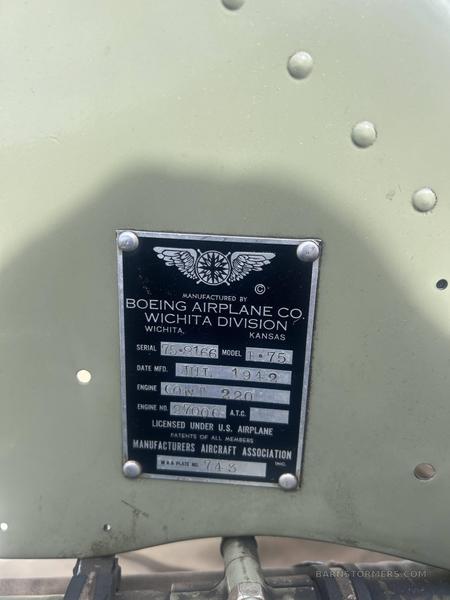 ©
MANUFACTURED BY
BOEING AIRPLANE CO.
WICHITA DIVISION
WICHITA, KANSAS
SERIAL 75-8166 MODEL E-75
DATE MFD. JUL 1942
ENGINE CONT 220
ENGINE NO. 27006 A.T.C.
LICENSED UNDER U.S. AIRPLANE
PATENTS OF ALL MEMBERS
MANUFACTURERS AIRCRAFT ASSOCIATION
INC.
M A A PLATE NO. 743
BARNSTORMERS.COM